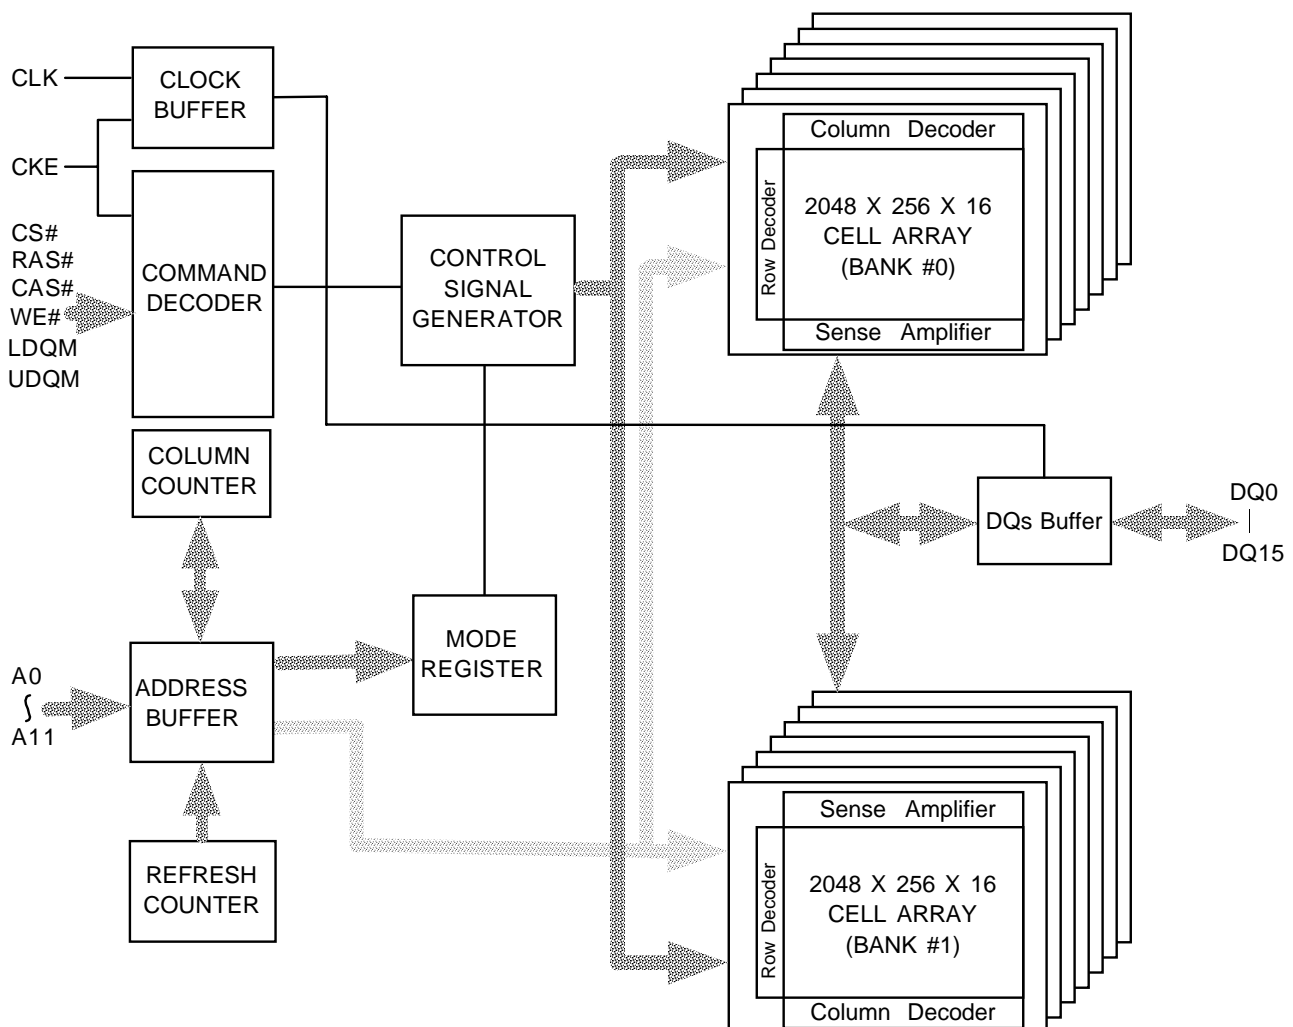 CLK
CLOCK
BUFFER
CKE
CS#
RAS#
CAS#
WE#
LDQM
UDQM
COMMAND
DECODER
CONTROL
SIGNAL
GENERATOR
COLUMN
COUNTER
MODE
REGISTER
A0
A11
ADDRESS
BUFFER
REFRESH
COUNTER
Column Decoder
Row Decoder
2048 X 256 X 16
CELL ARRAY
(BANK #0)
Sense Amplifier
DQs Buffer
DQ0
DQ15
Sense Amplifier
Row Decoder
2048 X 256 X 16
CELL ARRAY
(BANK #1)
Column Decoder